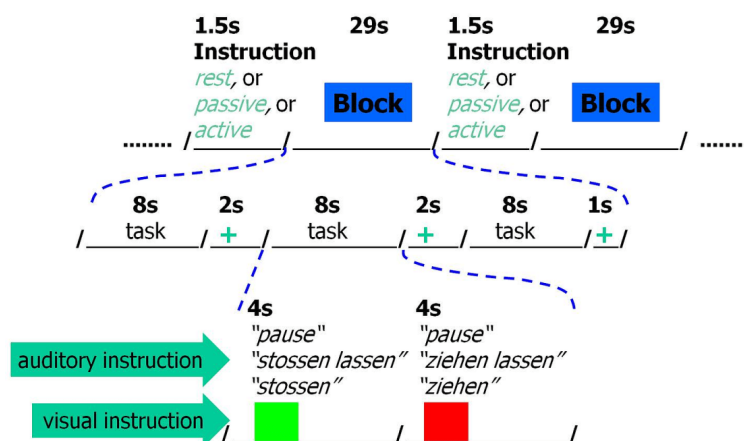 1.5s 29s 1.5s 29s
Instruction Instruction
rest, or rest, or
passive, or Block passive, or Block
active active
........ / / / / / ........
8s 2s 8s 2s 8s 1s
task + task + task +
/ / / / / / /
4s 4s
"pause" "pause"
auditory instruction "stossen lassen" "ziehen lassen"
"stossen" "ziehen"
visual instruction
/ / /